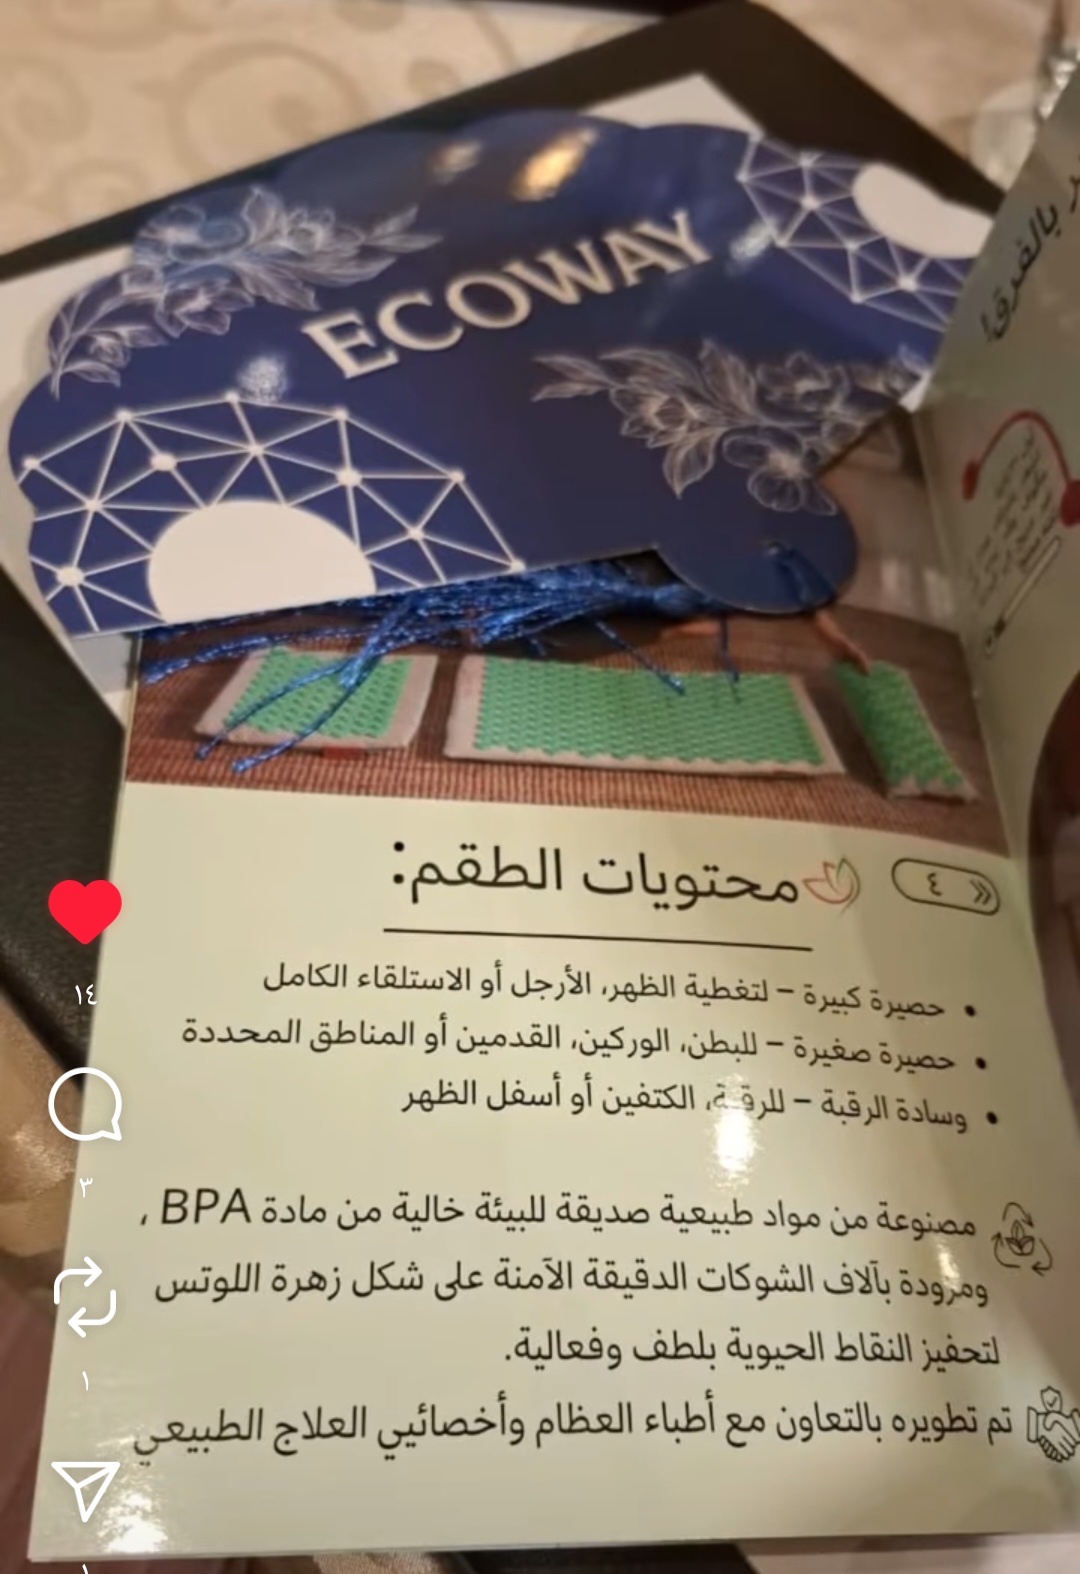 ECOWAY
بالفرق!
٤
محتويات الطقم:
• حصيرة كبيرة – لتغطية الظهر، الأرجل أو الاستلقاء الكامل
• حصيرة صغيرة – للبطن، الوركين، القدمين أو المناطق المحددة
• وسادة الرقبة – للرقبة، الكتفين أو أسفل الظهر
مصنوعة من مواد طبيعية صديقة للبيئة خالية من مادة BPA ،
ومزودة بآلاف الشوكات الدقيقة الآمنة على شكل زهرة اللوتس
لتحفيز النقاط الحيوية بلطف وفعالية.
تم تطويره بالتعاون مع أطباء العظام وأخصائيي العلاج الطبيعي
١٤
٣
١
١